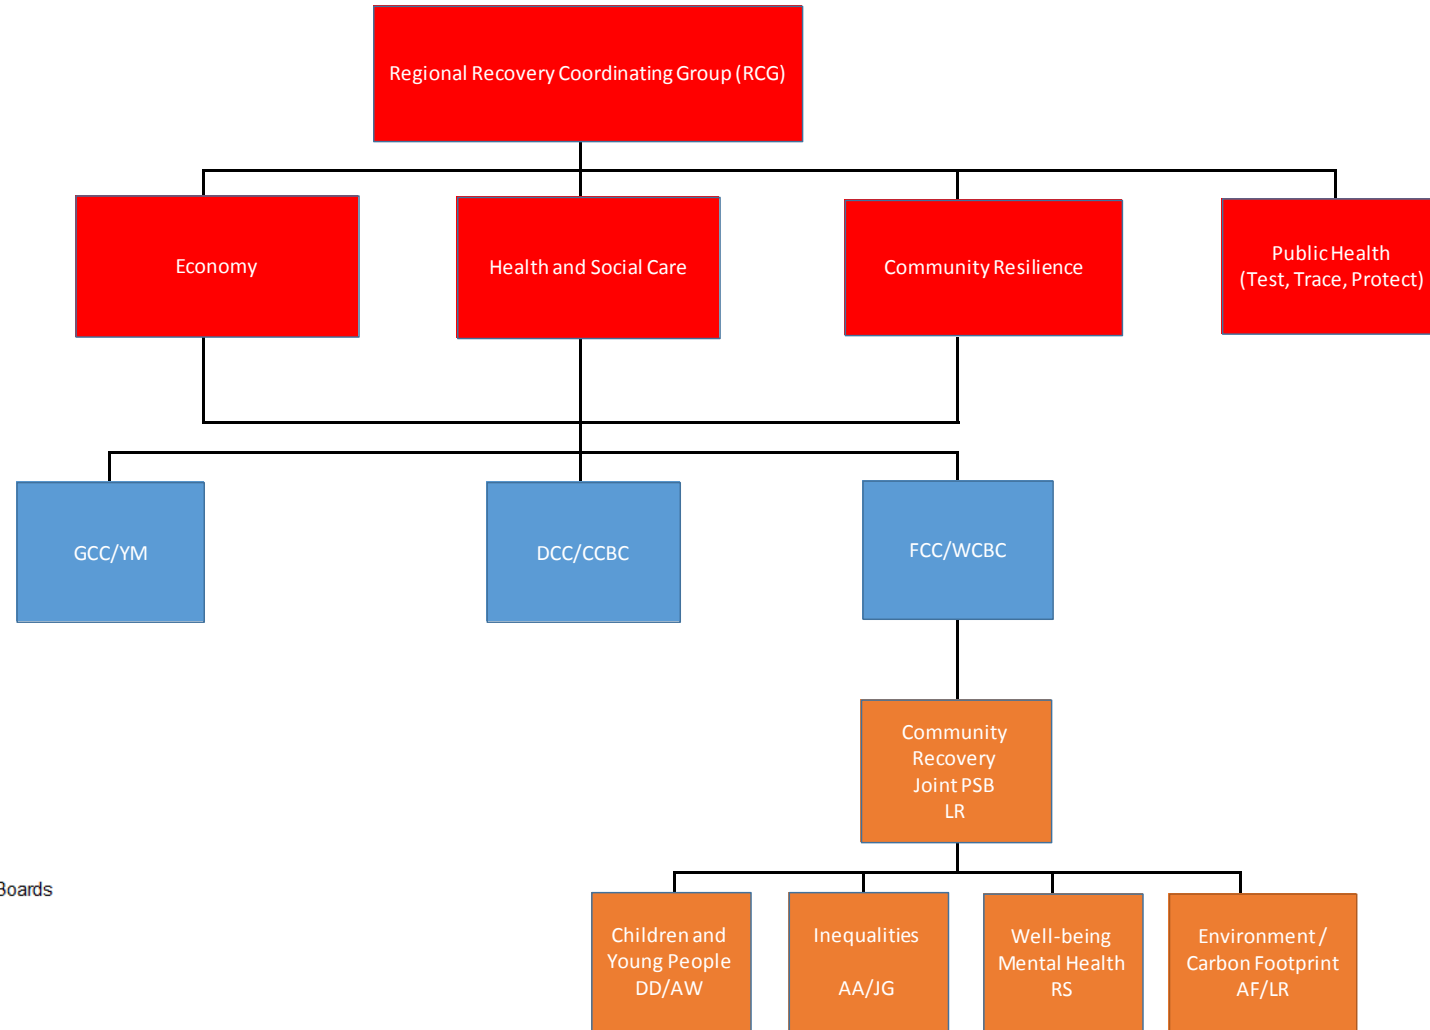 Regional Recovery Coordinating Group (RCG)
Economy
Health and Social Care
Community Resilience
Public Health
(Test, Trace, Protect)
GCC/YM
DCC/CCBC
FCC/WCBC
Community
Recovery
Joint PSB
LR
Boards
Children and
Young People
DD/AW
Inequalities
AA/JG
Well-being
Mental Health
RS
Environment /
Carbon Footprint
AF/LR